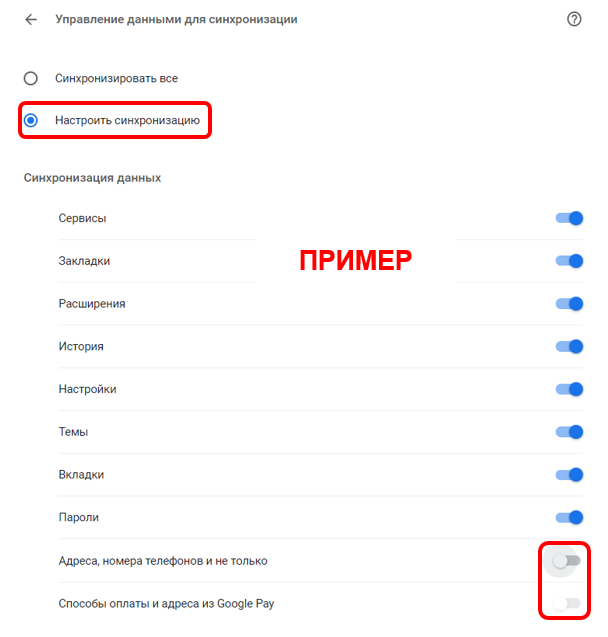 Управление данными для синхронизации
Синхронизировать все
Настроить синхронизацию
Синхронизация данных
Сервисы
ПРИМЕР
Закладки
Расширения
История
Настройки
Темы
Вкладки
Пароли
Адреса, номера телефонов и не только
Способы оплаты и адреса из Google Pay